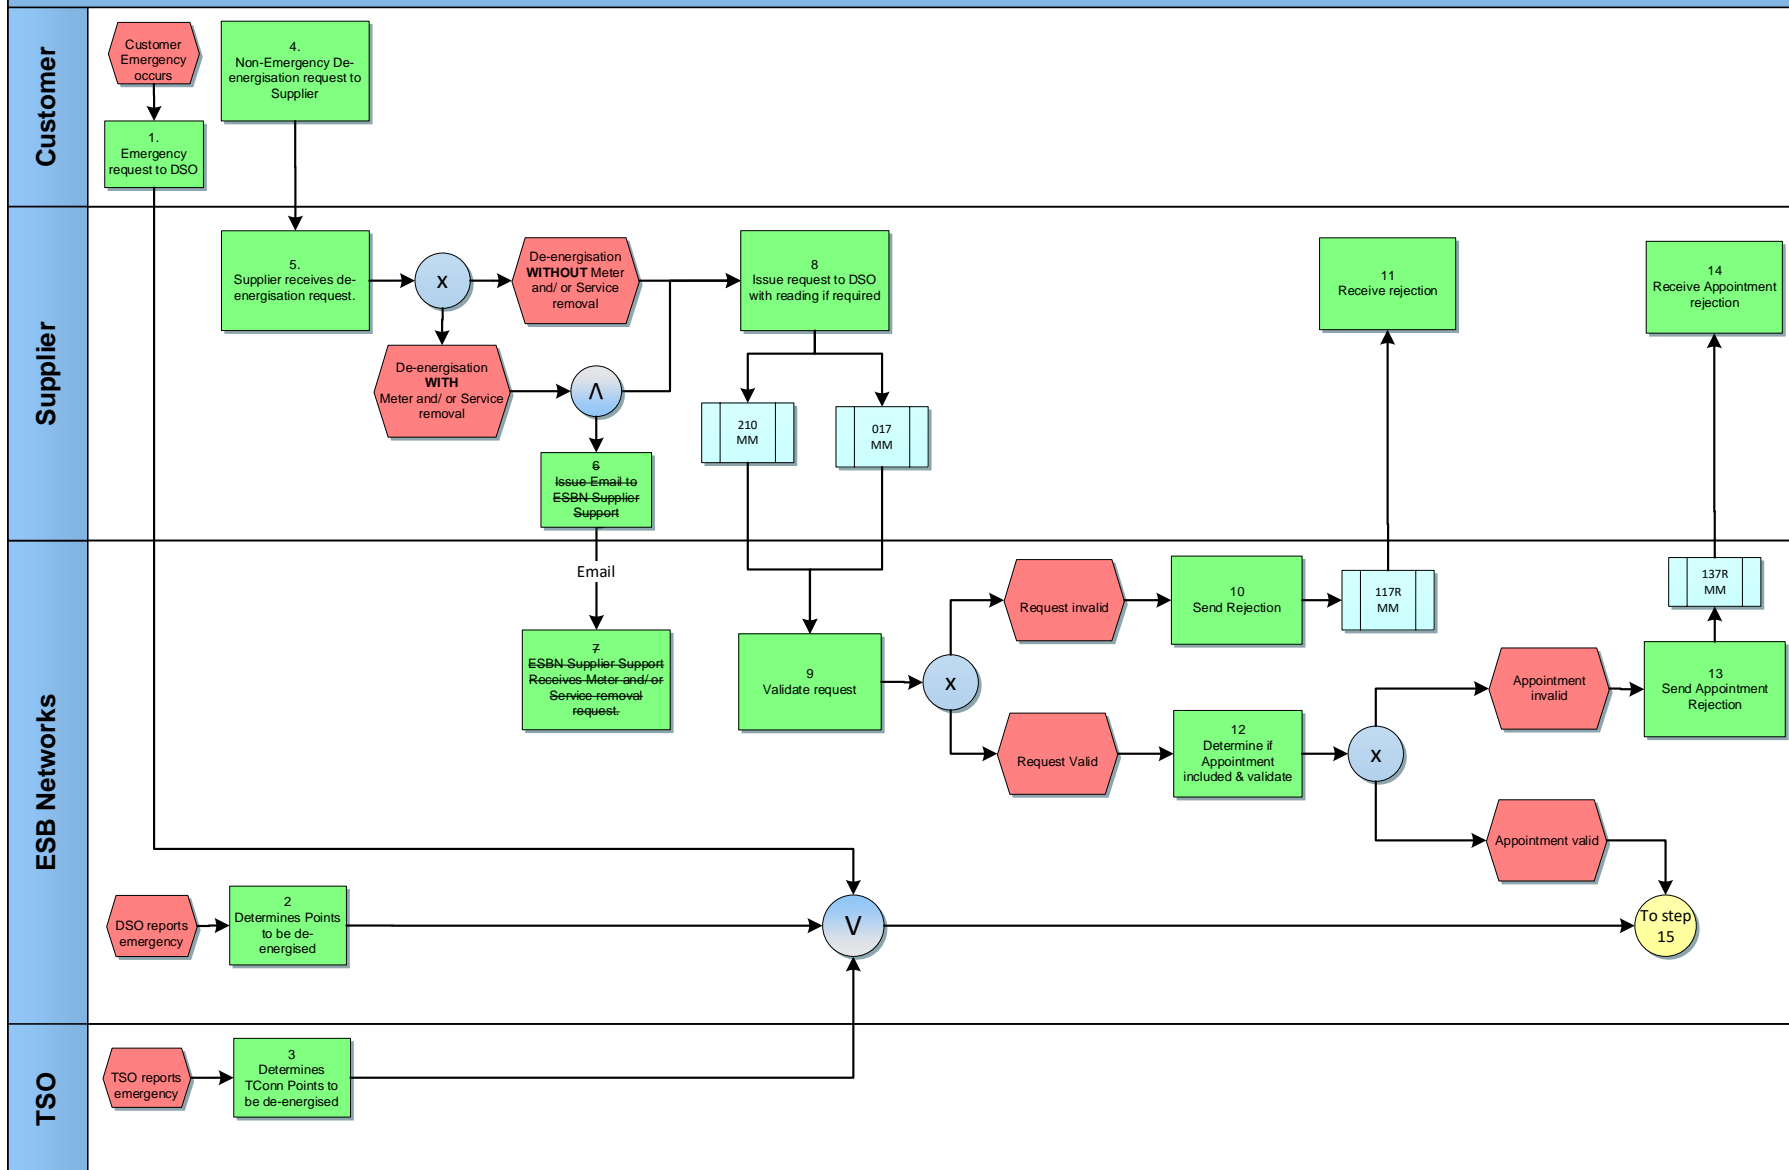 Customer
Customer
Emergency
occurs
1.
Emergency
request to DSO
4.
Non-Emergency De-
energisation request to
Supplier
Supplier
5.
Supplier receives de-
energisation request.
X
De-energisation
WITHOUT Meter
and/ or Service
removal
De-energisation
WITH
Meter and/ or Service
removal
Λ
6
Issue Email to
ESBN Supplier
Support
8
Issue request to DSO
with reading if required
210
MM
017
MM
11
Receive rejection
14
Receive Appointment
rejection
ESB Networks
Email
7
ESBN Supplier Support
Receives Meter and/ or
Service removal
request.
9
Validate request
X
Request invalid
10
Send Rejection
117R
MM
Request Valid
12
Determine if
Appointment
included & validate
X
Appointment
invalid
13
Send Appointment
Rejection
137R
MM
Appointment valid
DSO reports
emergency
2
Determines Points
to be de-
energised
V
To step
15
TSO
TSO reports
emergency
3
Determines
TConn Points to
be de-energised